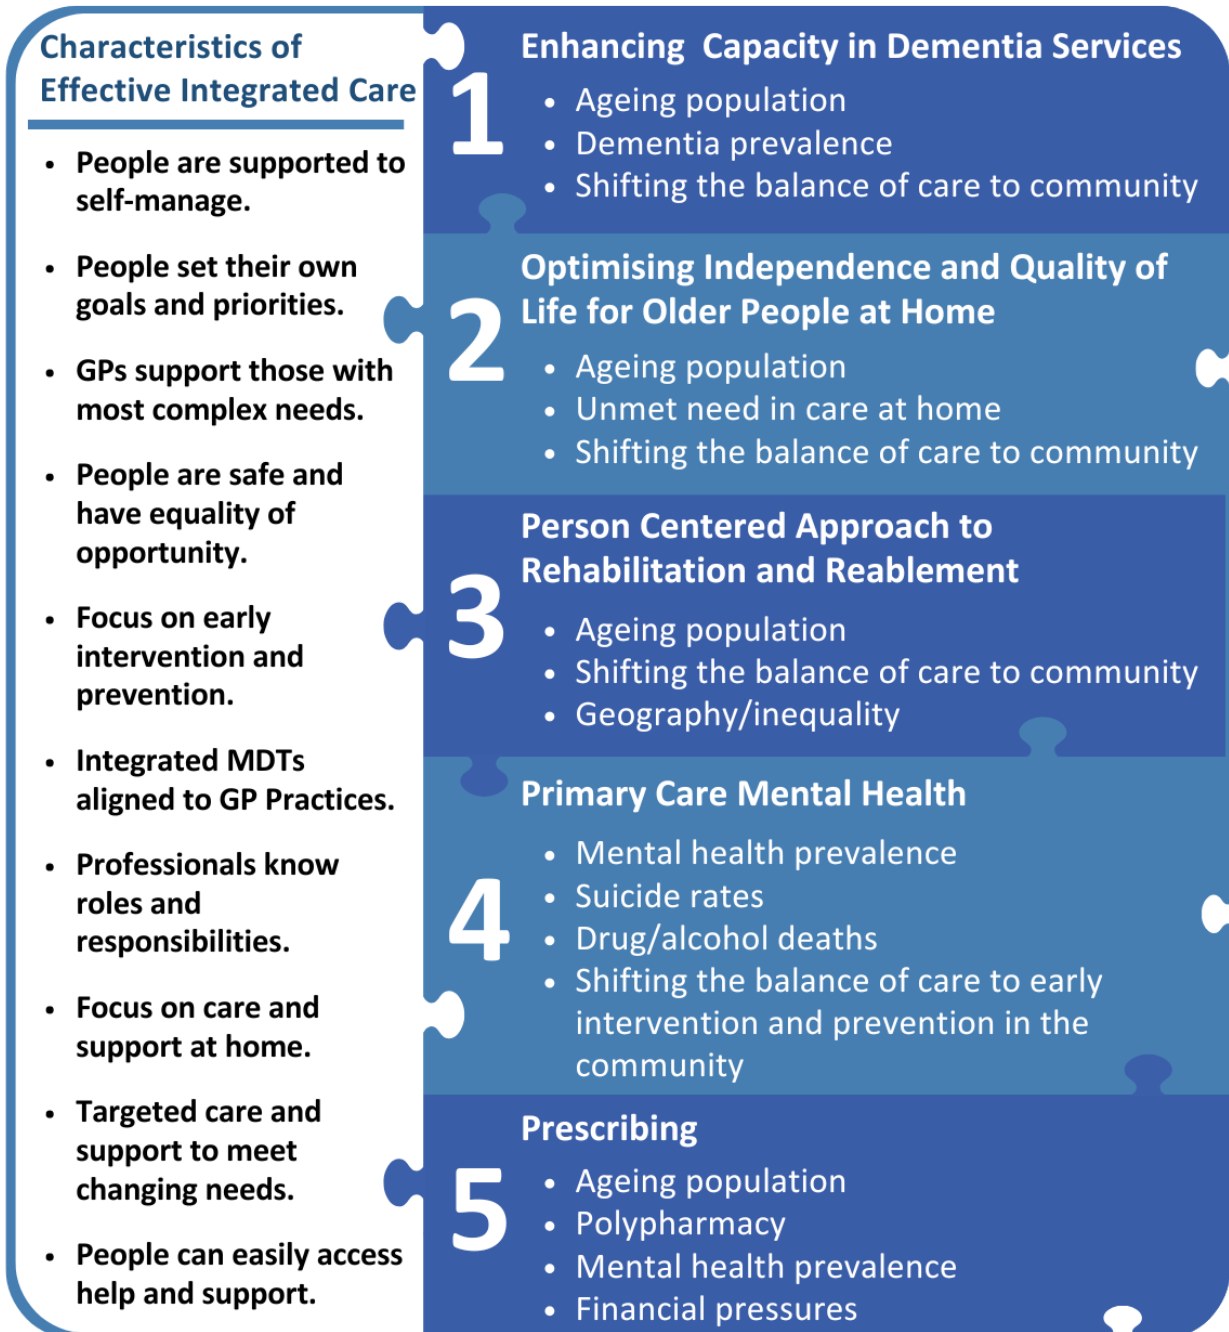 Characteristics of
Effective Integrated Care
• People are supported to
self-manage.
• People set their own
goals and priorities.
• GPs support those with
most complex needs.
• People are safe and
have equality of
opportunity.
• Focus on early
intervention and
prevention.
• Integrated MDTs
aligned to GP Practices.
• Professionals know
roles and
responsibilities.
• Focus on care and
support at home.
• Targeted care and
support to meet
changing needs.
• People can easily access
help and support.
1
Enhancing Capacity in Dementia Services
• Ageing population
• Dementia prevalence
• Shifting the balance of care to community
2
Optimising Independence and Quality of
Life for Older People at Home
• Ageing population
• Unmet need in care at home
• Shifting the balance of care to community
3
Person Centered Approach to
Rehabilitation and Reablement
• Ageing population
• Shifting the balance of care to community
• Geography/inequality
4
Primary Care Mental Health
• Mental health prevalence
• Suicide rates
• Drug/alcohol deaths
• Shifting the balance of care to early
intervention and prevention in the
community
5
Prescribing
• Ageing population
• Polypharmacy
• Mental health prevalence
• Financial pressures